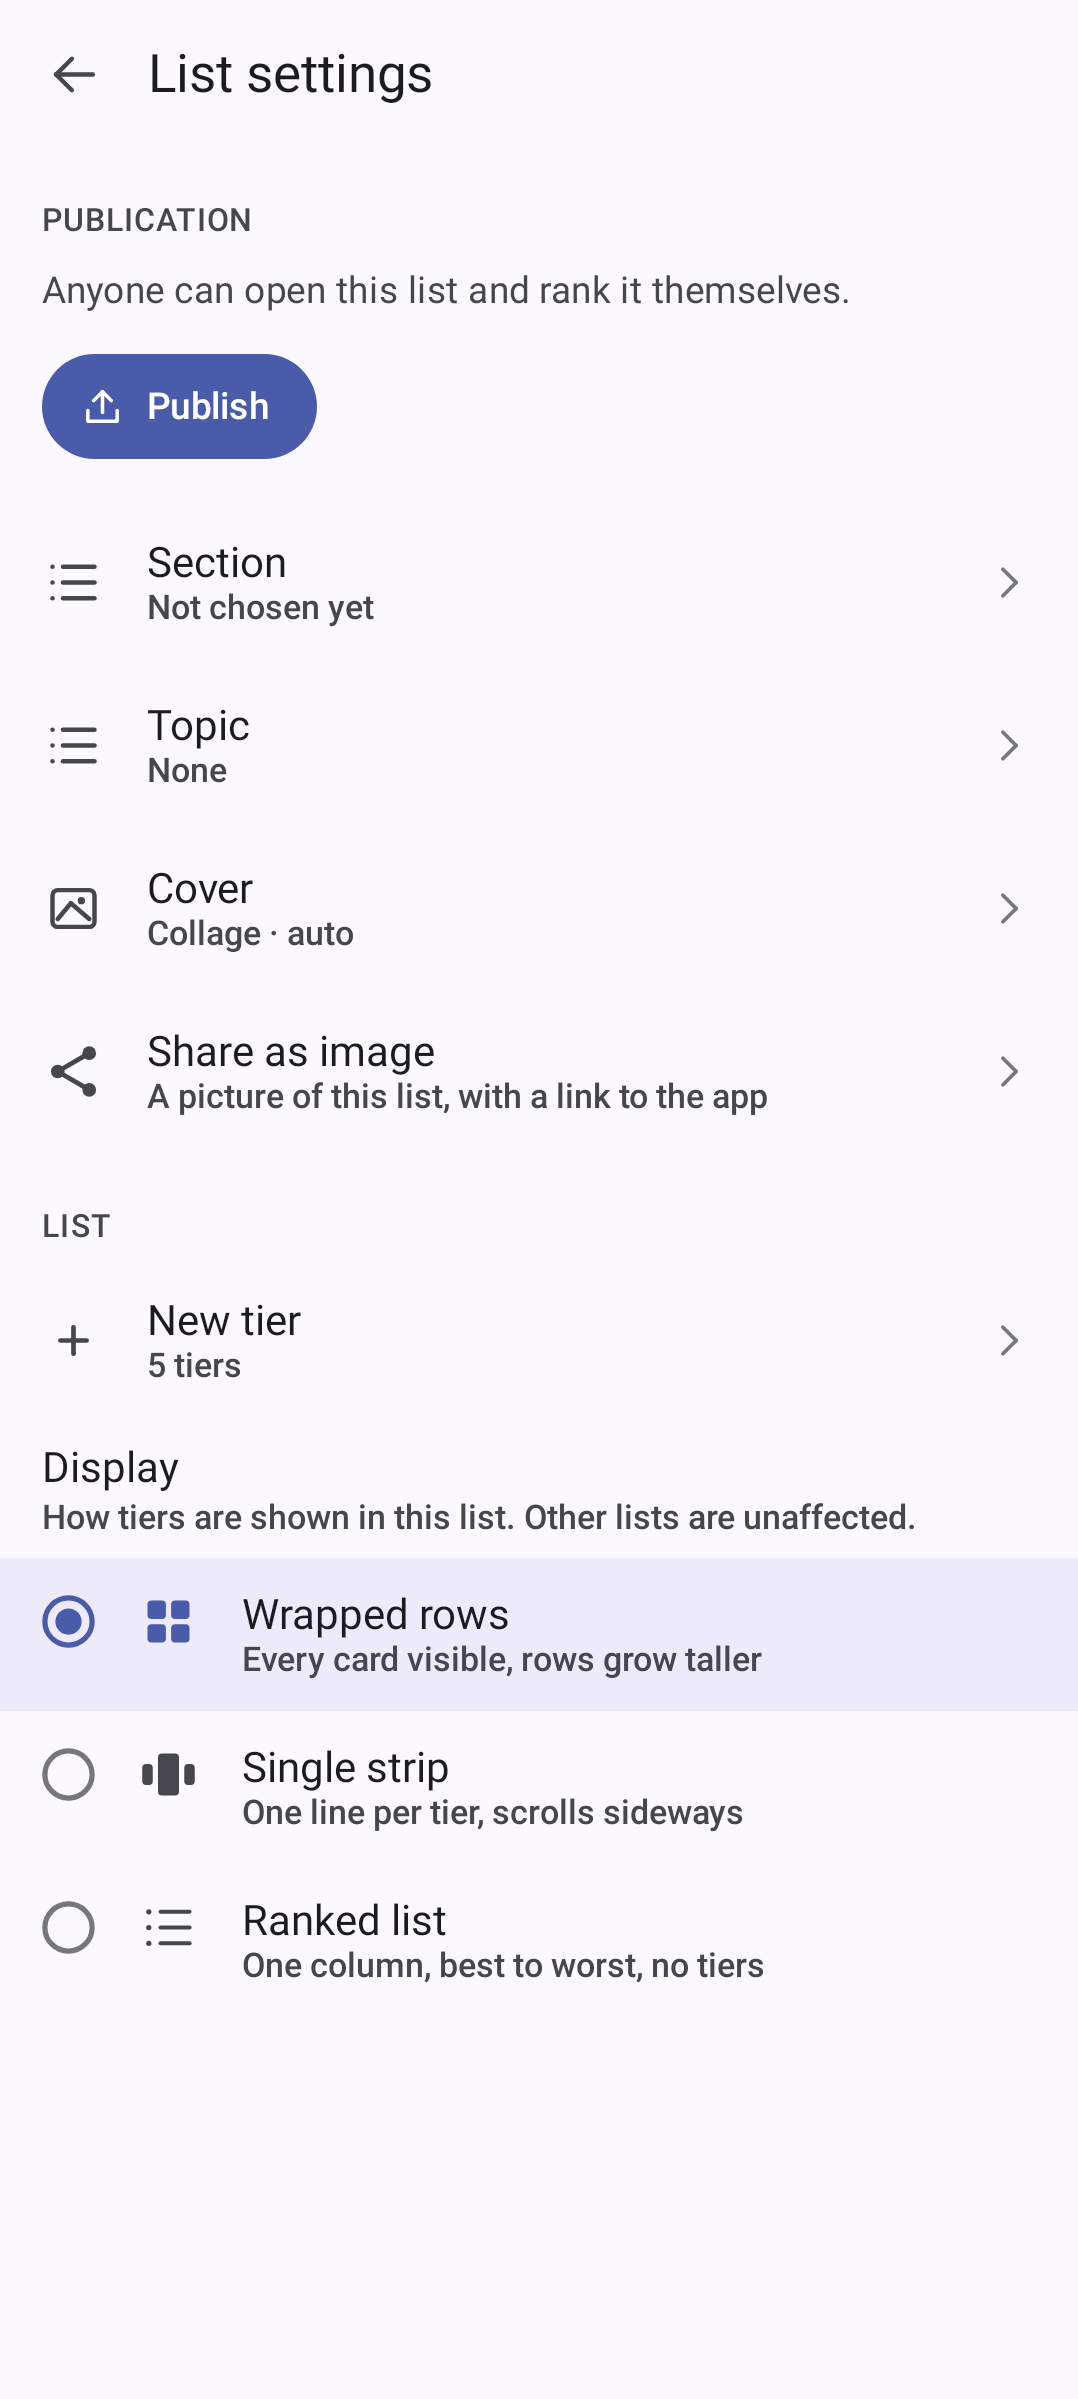 List settings
PUBLICATION
Anyone can open this list and rank it themselves.
Publish
Section
Not chosen yet
Topic
None
Cover
Collage · auto
Share as image
A picture of this list, with a link to the app
LIST
New tier
5 tiers
Display
How tiers are shown in this list. Other lists are unaffected.
Wrapped rows
Every card visible, rows grow taller
Single strip
One line per tier, scrolls sideways
Ranked list
One column, best to worst, no tiers